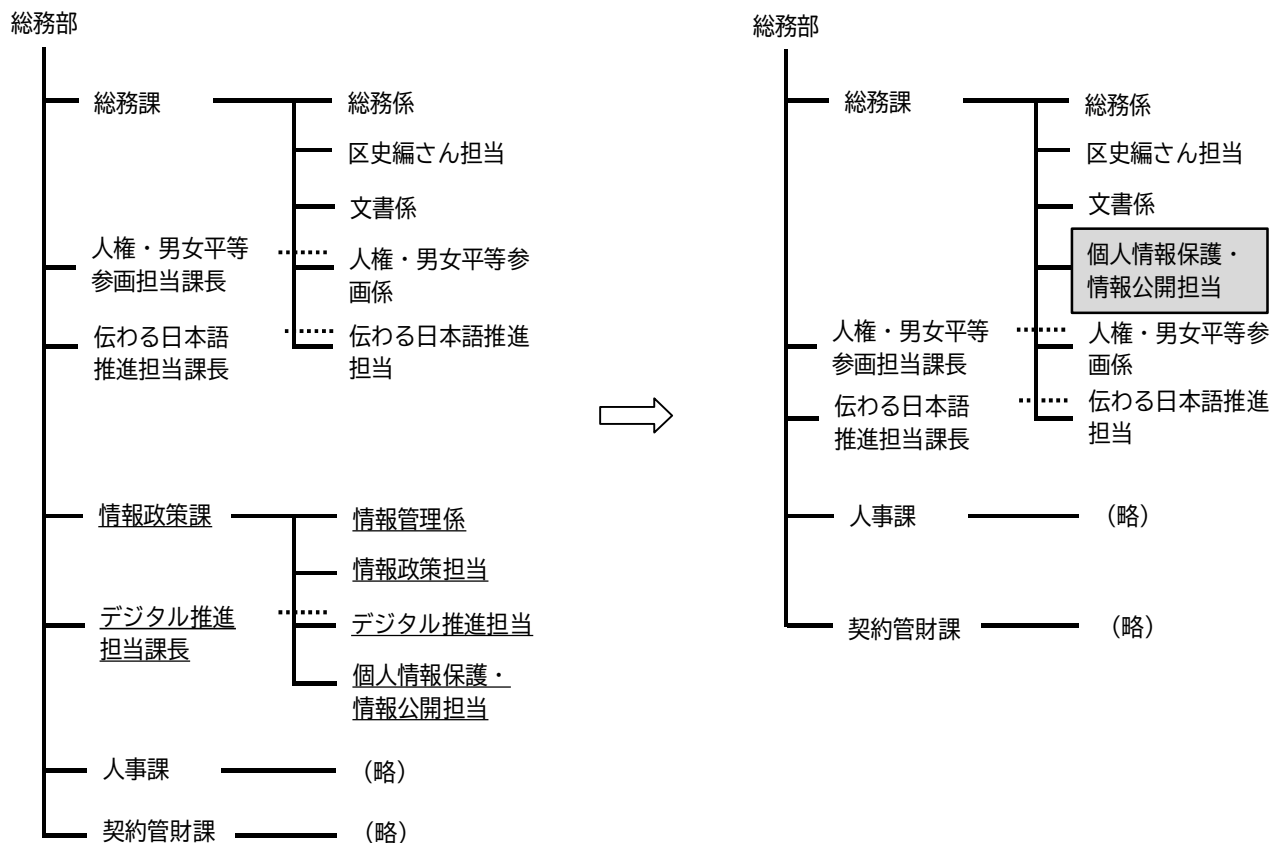 総務部
総務課
総務係
区史編さん担当
文書係
人権・男女平等
参画担当課長
人権・男女平等参
画係
伝わる日本語
推進担当課長
伝わる日本語推進
担当
情報政策課
情報管理係
情報政策担当
デジタル推進
担当課長
デジタル推進担当
個人情報保護・
情報公開担当
人事課
（略）
契約管財課
（略）
総務部
総務課
総務係
区史編さん担当
文書係
個人情報保護・
情報公開担当
人権・男女平等
参画担当課長
人権・男女平等参
画係
伝わる日本語
推進担当課長
伝わる日本語推進
担当
人事課
（略）
契約管財課
（略）